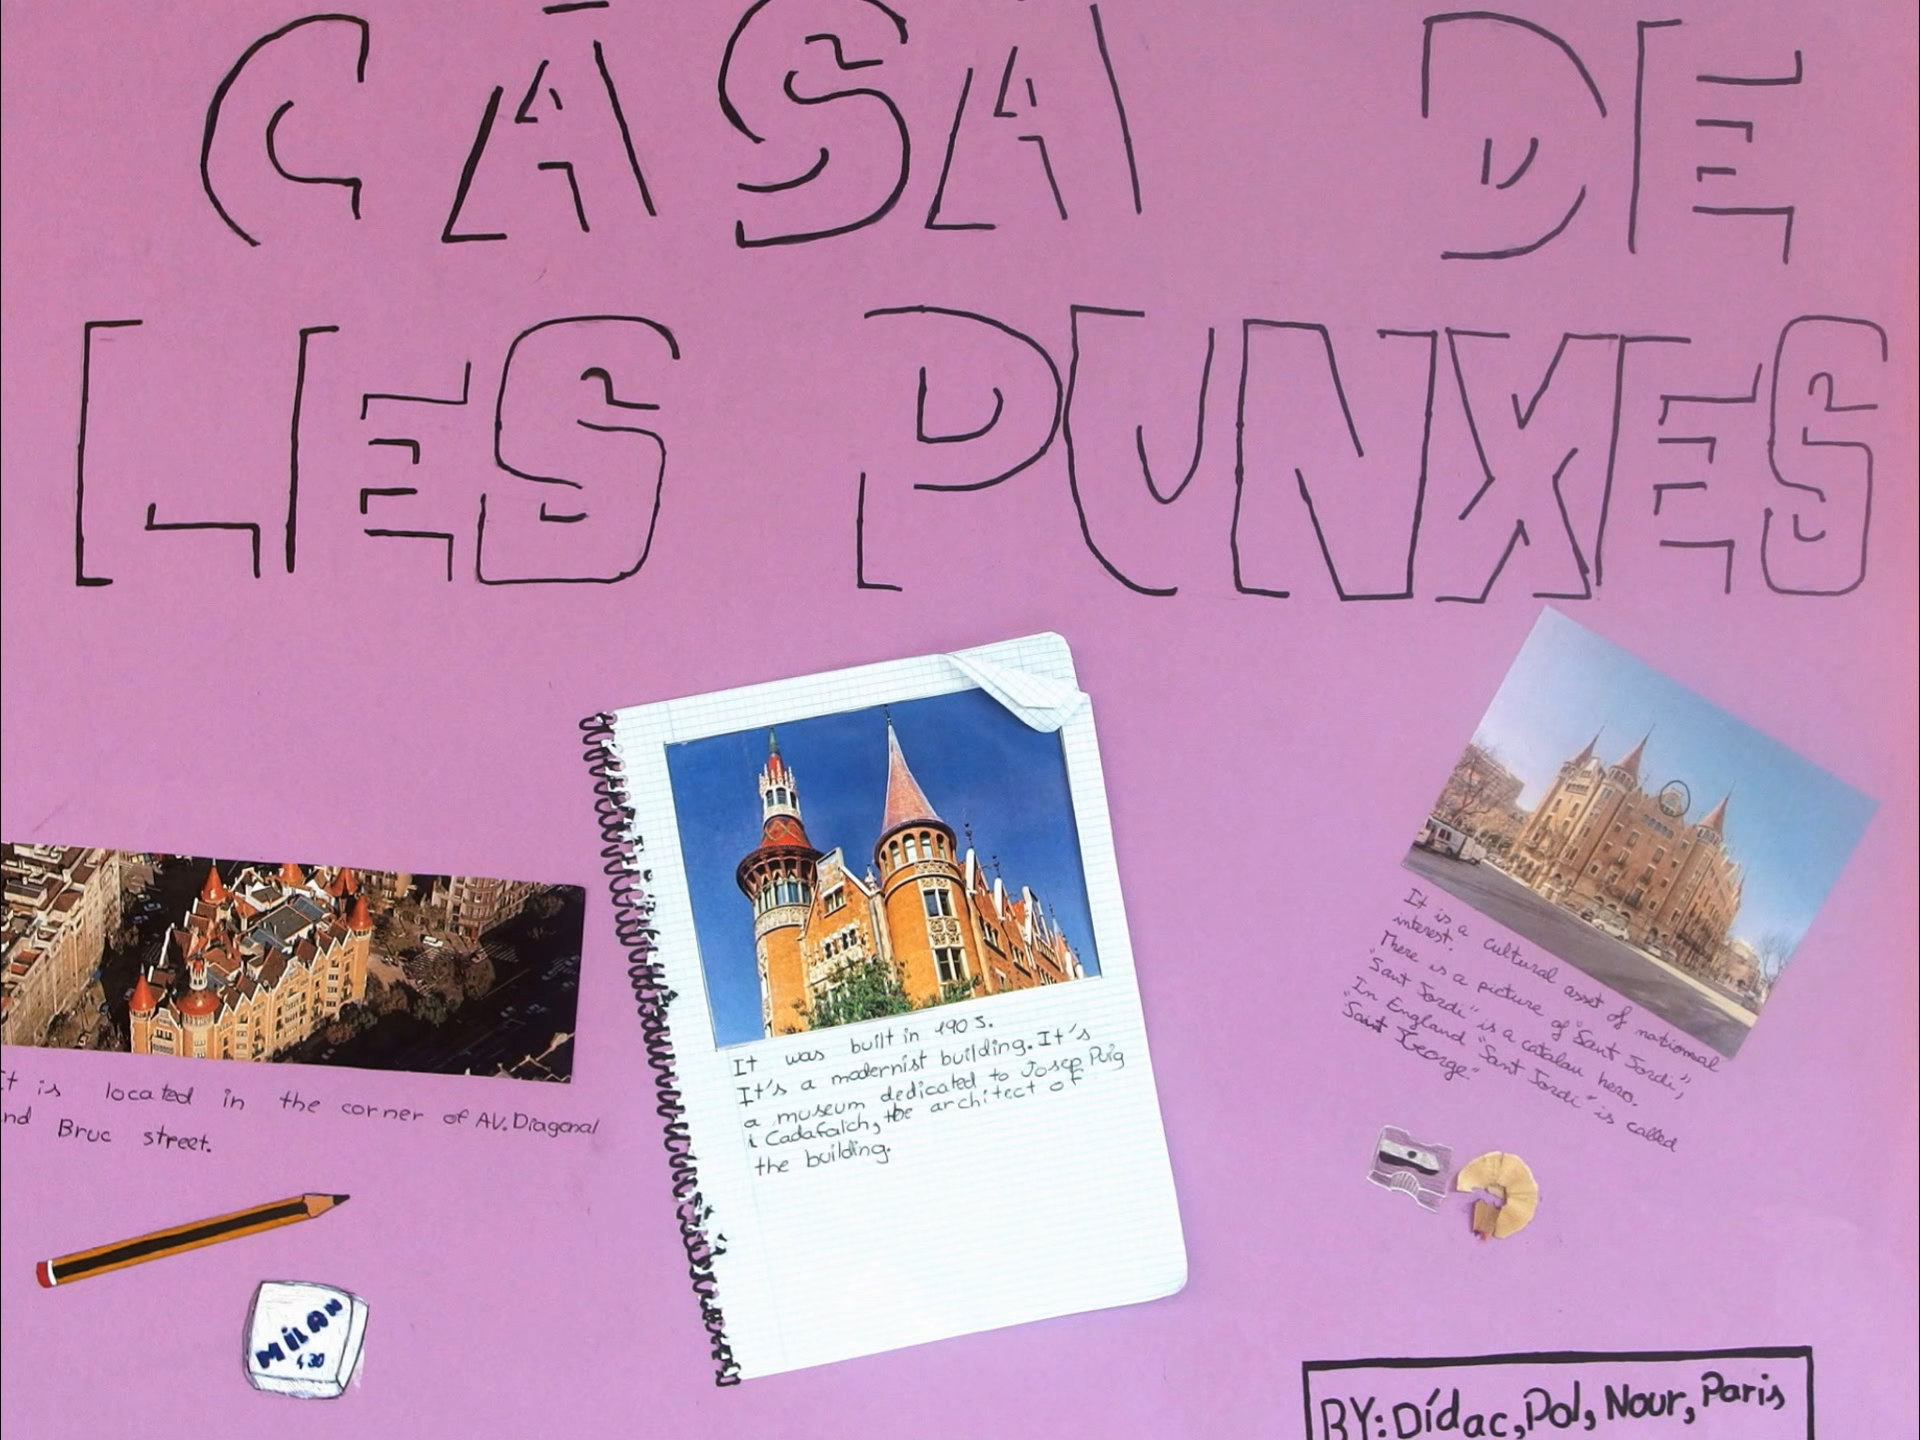 CASA DE
LES PUNXES
It is located in the corner of AV. Diagonal
nd Bruc street.
It was built in 1905.
It's a modernist building. It's
a museum dedicated to Josep Puig
i Cadafalch, the architect of
the building.
It is a cultural asset of national
interest.
There is a picture of "Sant Jordi",
"Sant Jordi" is a catalan hero.
In England "Sant Jordi" is called
"Saint George."
MiLAN
430
BY: Dídac, Pol, Nour, Paris